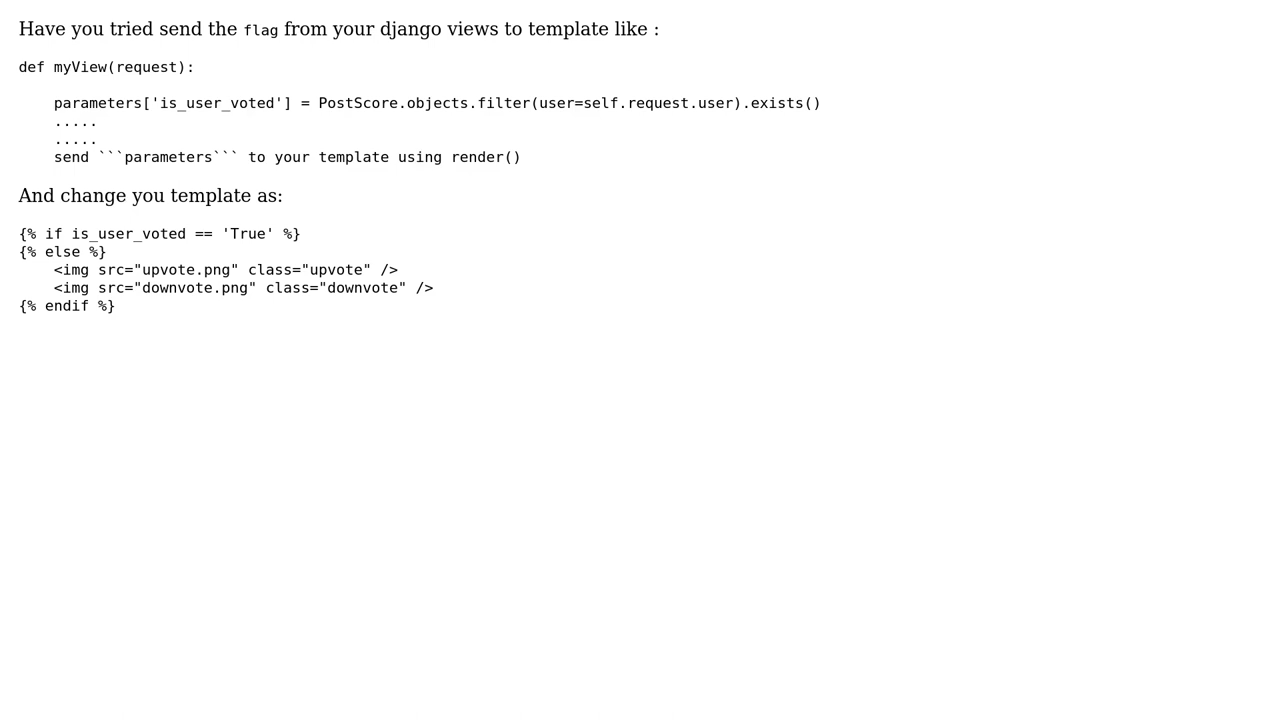 Have you tried send the flag from your django views to template like :
def myView(request):
    parameters['is_user_voted'] = PostScore.objects.filter(user=self.request.user).exists()
    .....
    .....
    send ```parameters``` to your template using render()
And change you template as:
{% if is_user_voted == 'True' %}
{% else %}
    <img src="upvote.png" class="upvote" />
    <img src="downvote.png" class="downvote" />
{% endif %}